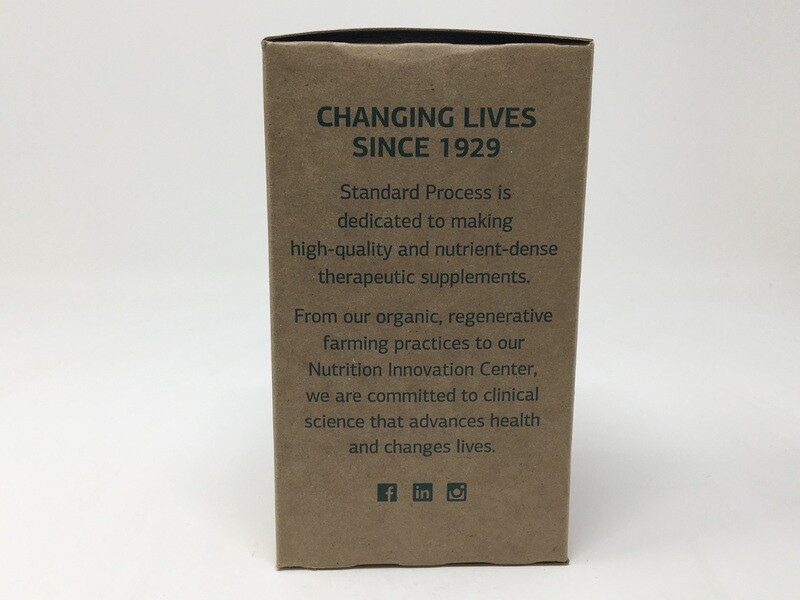 CHANGING LIVES
SINCE 1929
Standard Process is
dedicated to making
high-quality and nutrient-dense
therapeutic supplements.
From our organic, regenerative
farming practices to our
Nutrition Innovation Center,
we are committed to clinical
science that advances health
and changes lives.
f in